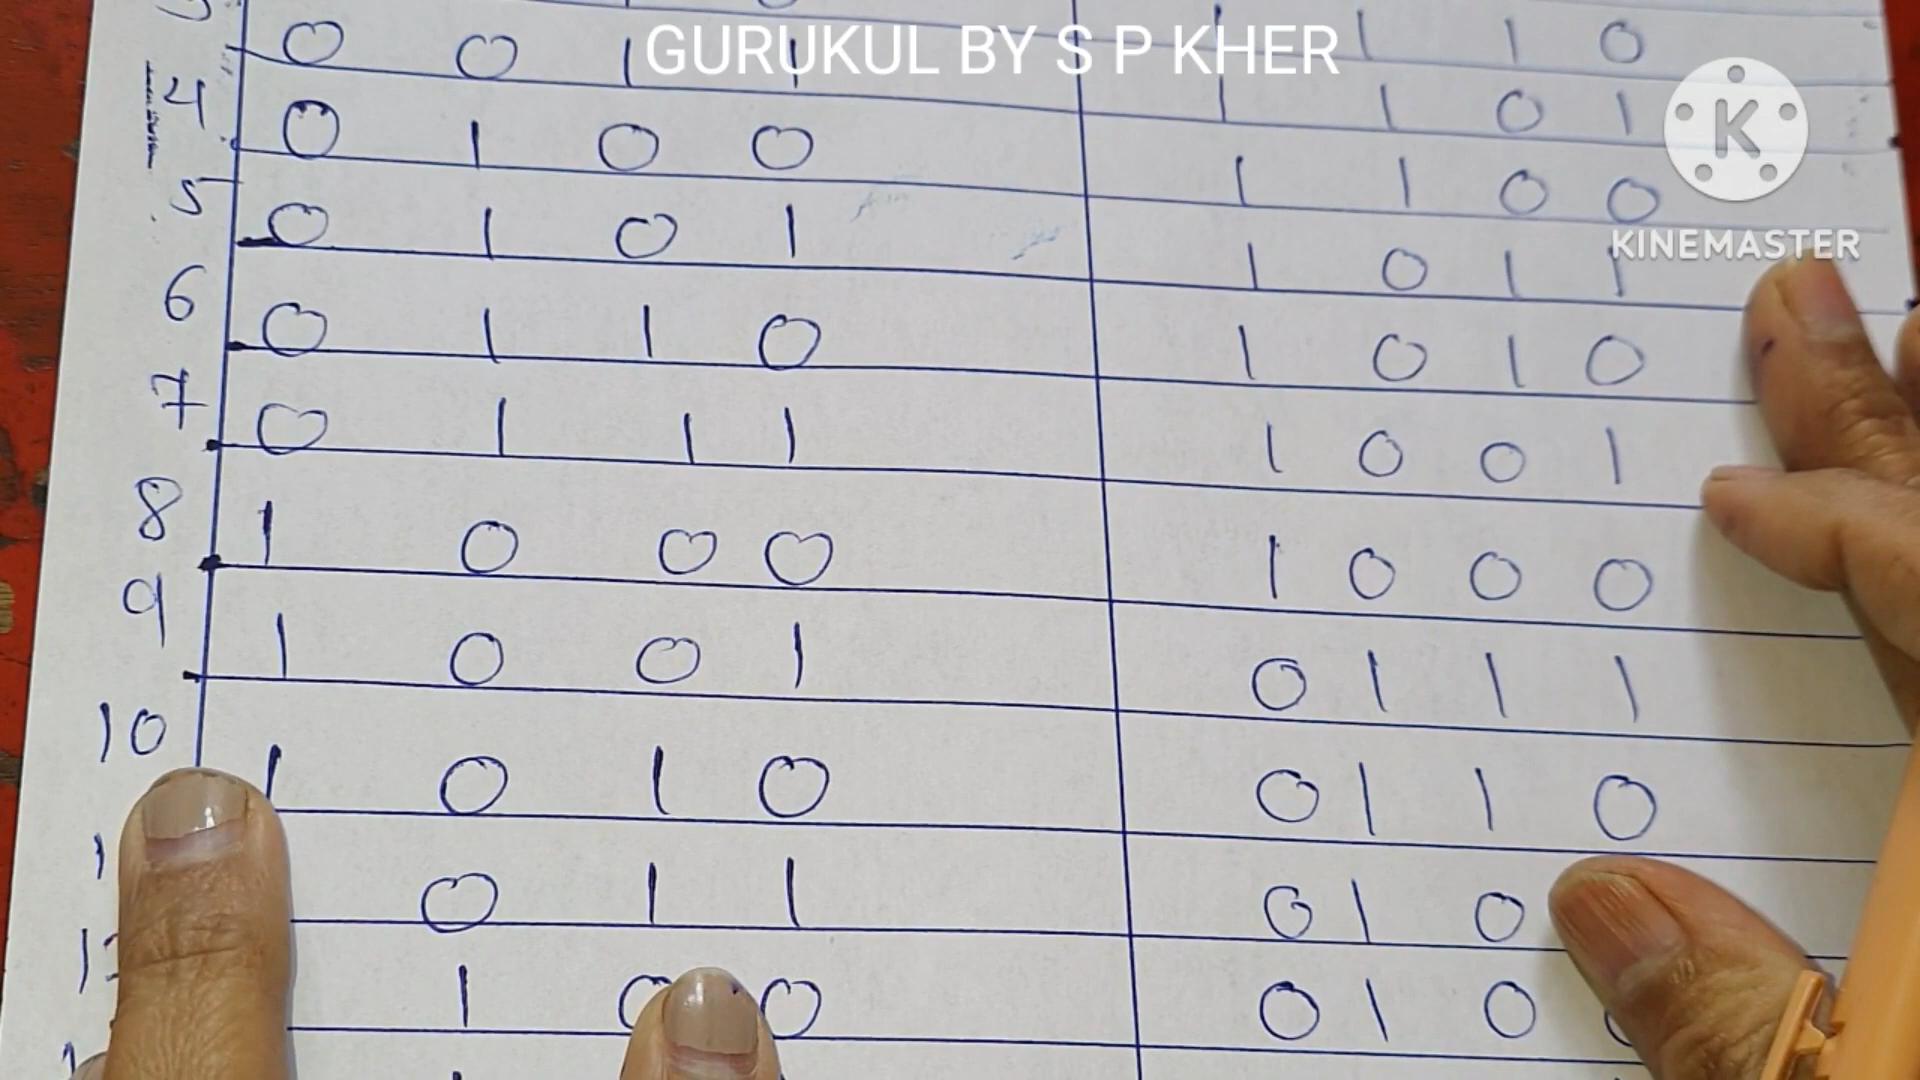 GURUKUL BY S P KHER
0 0 1 1 1 1 1 0
4 0 1 0 0 1 1 0 1
5 0 1 0 1 1 1 0 0
6 0 1 1 0 1 0 1 1
7 0 1 1 1 1 0 1 0
8 1 0 0 0 1 0 0 1
9 1 0 0 1 1 0 0 0
10 1 0 1 0 0 1 1 1
0 1 1 0 1 1 0
1 0 0 0 1 0
0 1 0
K
KINEMASTER